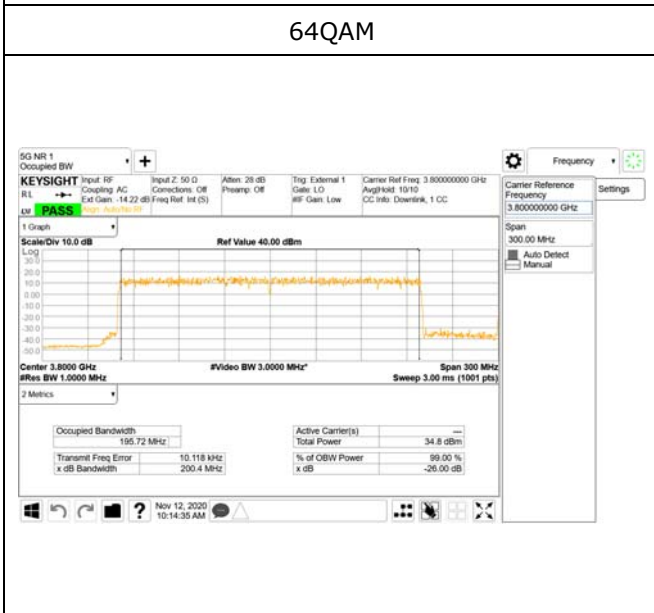 64QAM
5G NR 1
Occupied BW
Frequency
KEYSIGHT
Input: RF
Input Z: 50 Ω
Atten: 28 dB
Trig: External 1
Carrier Ref Freq: 3.800000000 GHz
RL
Coupling: AC
Corrections: Off
Preamp: Off
Gate: LO
Avg|Hold: 10/10
Ext Gain: -14.22 dB
Freq Ref: Int (S)
#IF Gain: Low
CC Info: Downlink, 1 CC
PASS
Align: Auto/No RF
Carrier Reference
Frequency
3.800000000 GHz
Settings
Span
300.00 MHz
Auto Detect
Manual
1 Graph
Scale/Div 10.0 dB
Ref Value 40.00 dBm
Log
30.0
20.0
10.0
0.00
-10.0
-20.0
-30.0
-40.0
-50.0
Center 3.8000 GHz
#Video BW 3.0000 MHz*
Span 300 MHz
#Res BW 1.0000 MHz
Sweep 3.00 ms (1001 pts)
2 Metrics
Occupied Bandwidth
195.72 MHz
Active Carrier(s) ---
Total Power 34.8 dBm
Transmit Freq Error 10.118 kHz
% of OBW Power 99.00 %
x dB Bandwidth 200.4 MHz
x dB -26.00 dB
Nov 12, 2020
10:14:35 AM